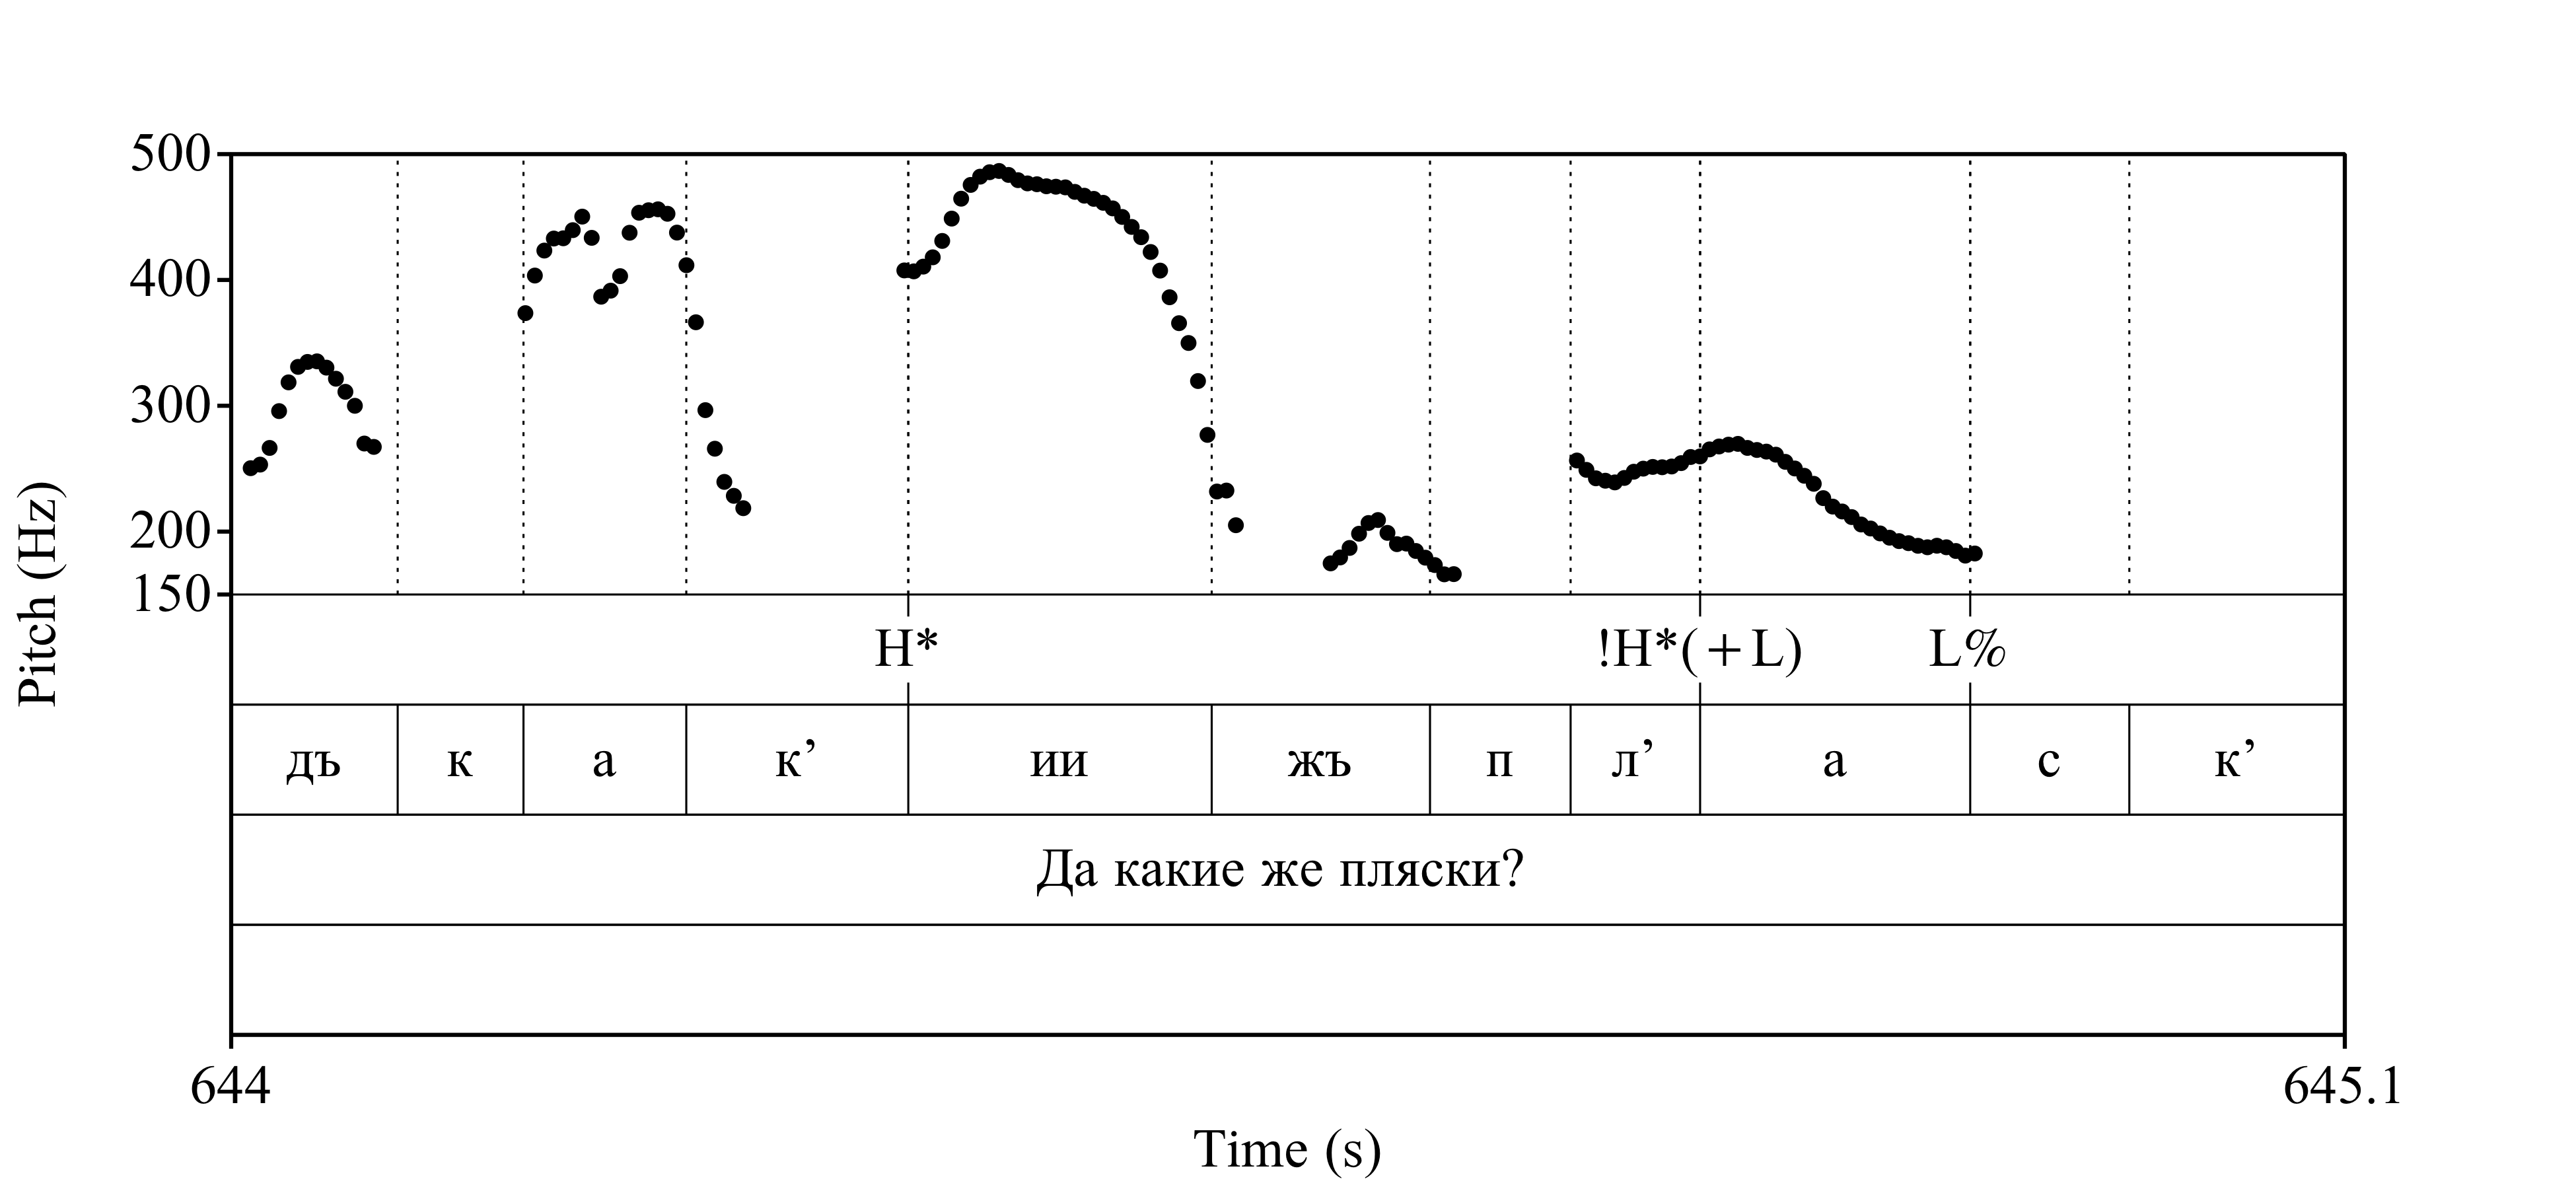 500
400
300
200
150
Pitch (Hz)
H* !H*(+L) L%
дъ к а к’ ии жъ п л’ а с к’
Да какие же пляски?
644 645.1
Time (s)